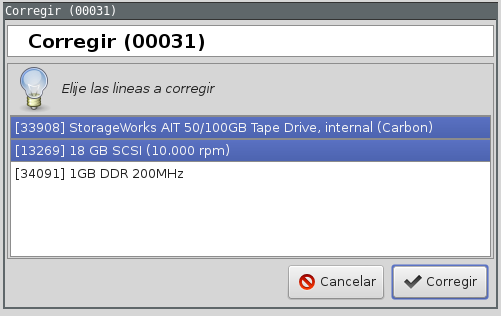 Corregir (00031)
Corregir (00031)
Elije las lineas a corregir
[33908] StorageWorks AIT 50/100GB Tape Drive, internal (Carbon)
[13269] 18 GB SCSI (10.000 rpm)
[34091] 1GB DDR 200MHz
Cancelar
Corregir